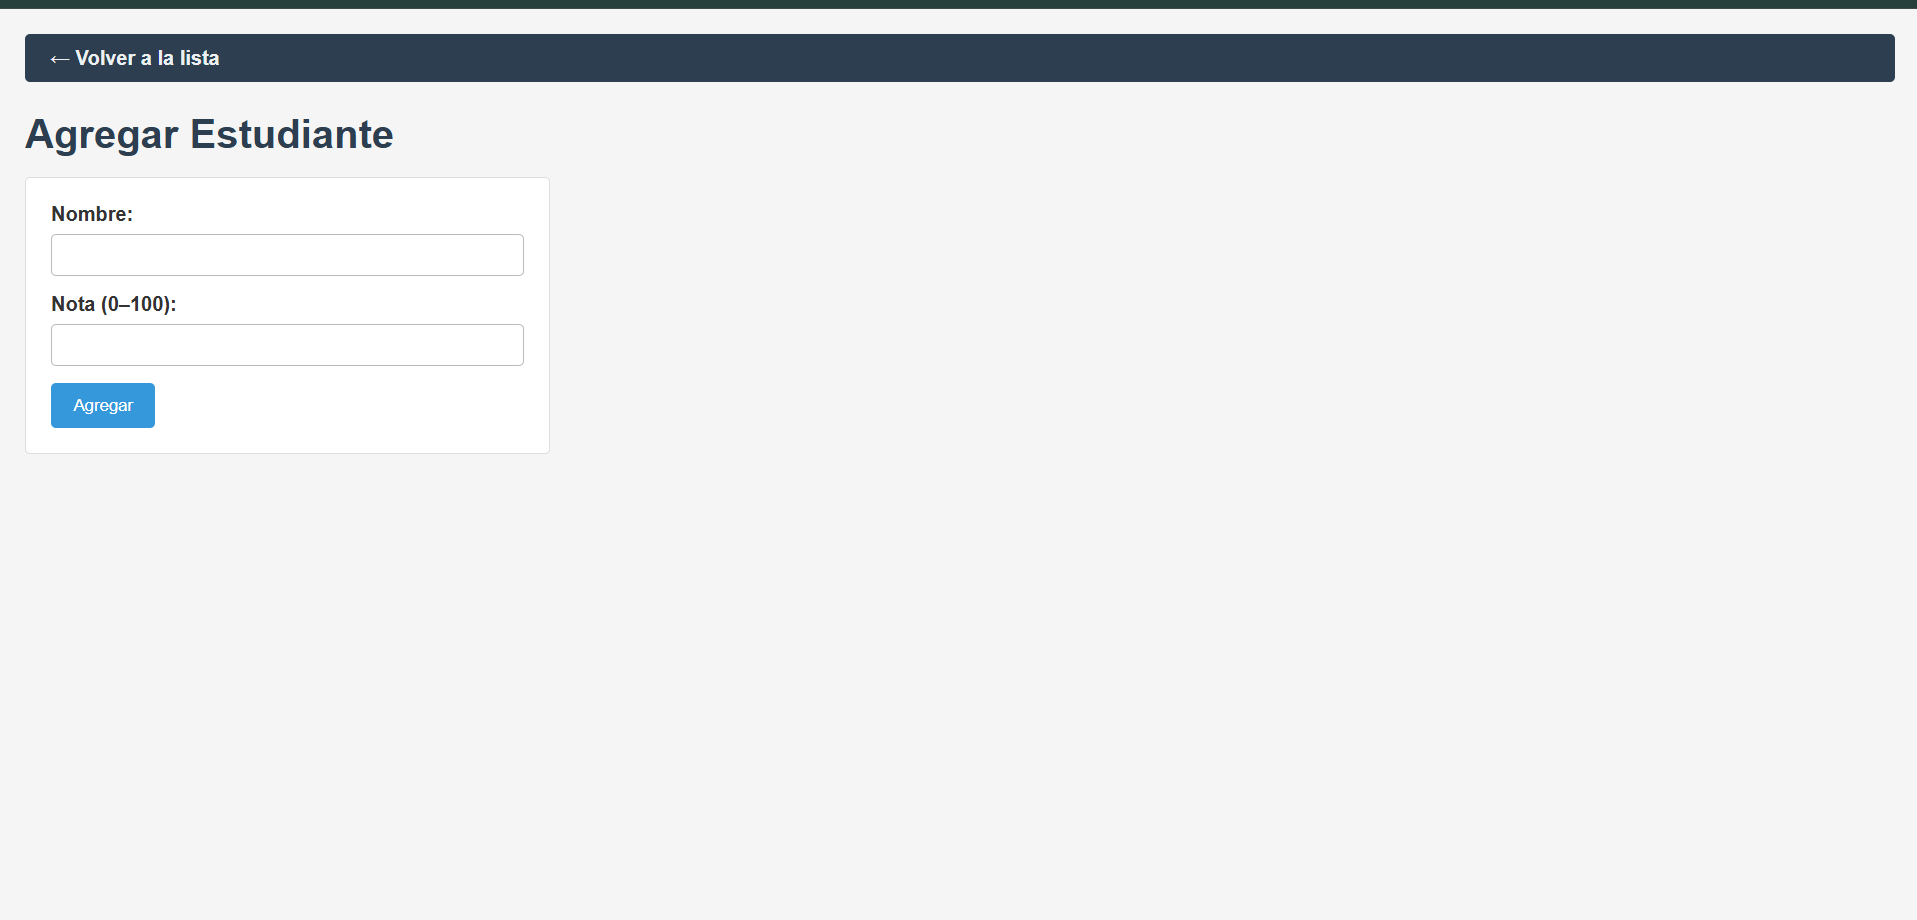 ← Volver a la lista
Agregar Estudiante
Nombre:
Nota (0–100):
Agregar